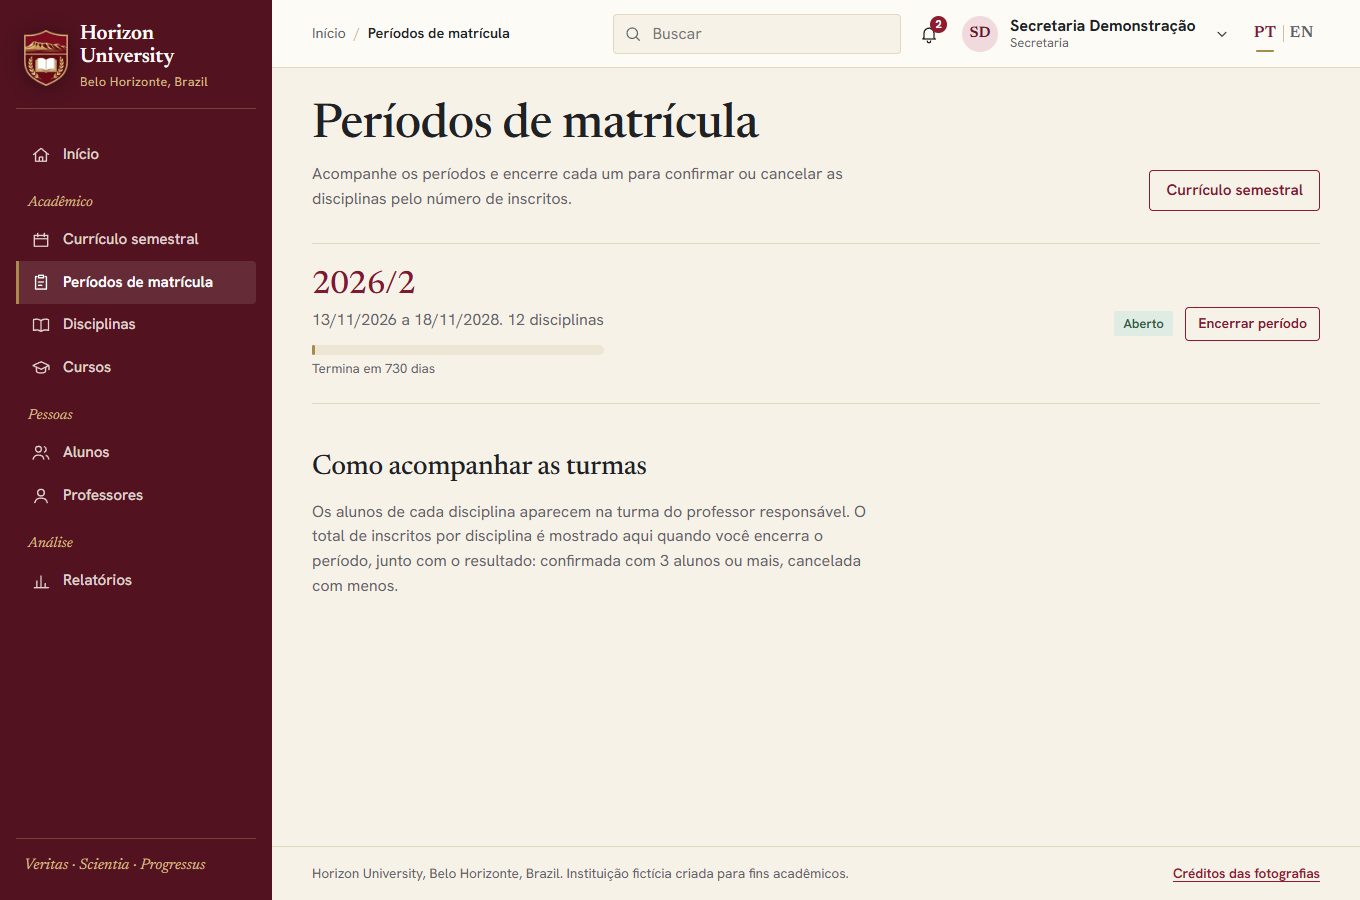 Horizon
University
Belo Horizonte, Brazil
Início
Acadêmico
Currículo semestral
Períodos de matrícula
Disciplinas
Cursos
Pessoas
Alunos
Professores
Análise
Relatórios
Veritas · Scientia · Progressus
Início / Períodos de matrícula
Buscar
2
SD
Secretaria Demonstração
Secretaria
PT | EN
Períodos de matrícula
Acompanhe os períodos e encerre cada um para confirmar ou cancelar as
disciplinas pelo número de inscritos.
Currículo semestral
2026/2
13/11/2026 a 18/11/2028. 12 disciplinas
Termina em 730 dias
Aberto
Encerrar período
Como acompanhar as turmas
Os alunos de cada disciplina aparecem na turma do professor responsável. O
total de inscritos por disciplina é mostrado aqui quando você encerra o
período, junto com o resultado: confirmada com 3 alunos ou mais, cancelada
com menos.
Horizon University, Belo Horizonte, Brazil. Instituição fictícia criada para fins acadêmicos.
Créditos das fotografias